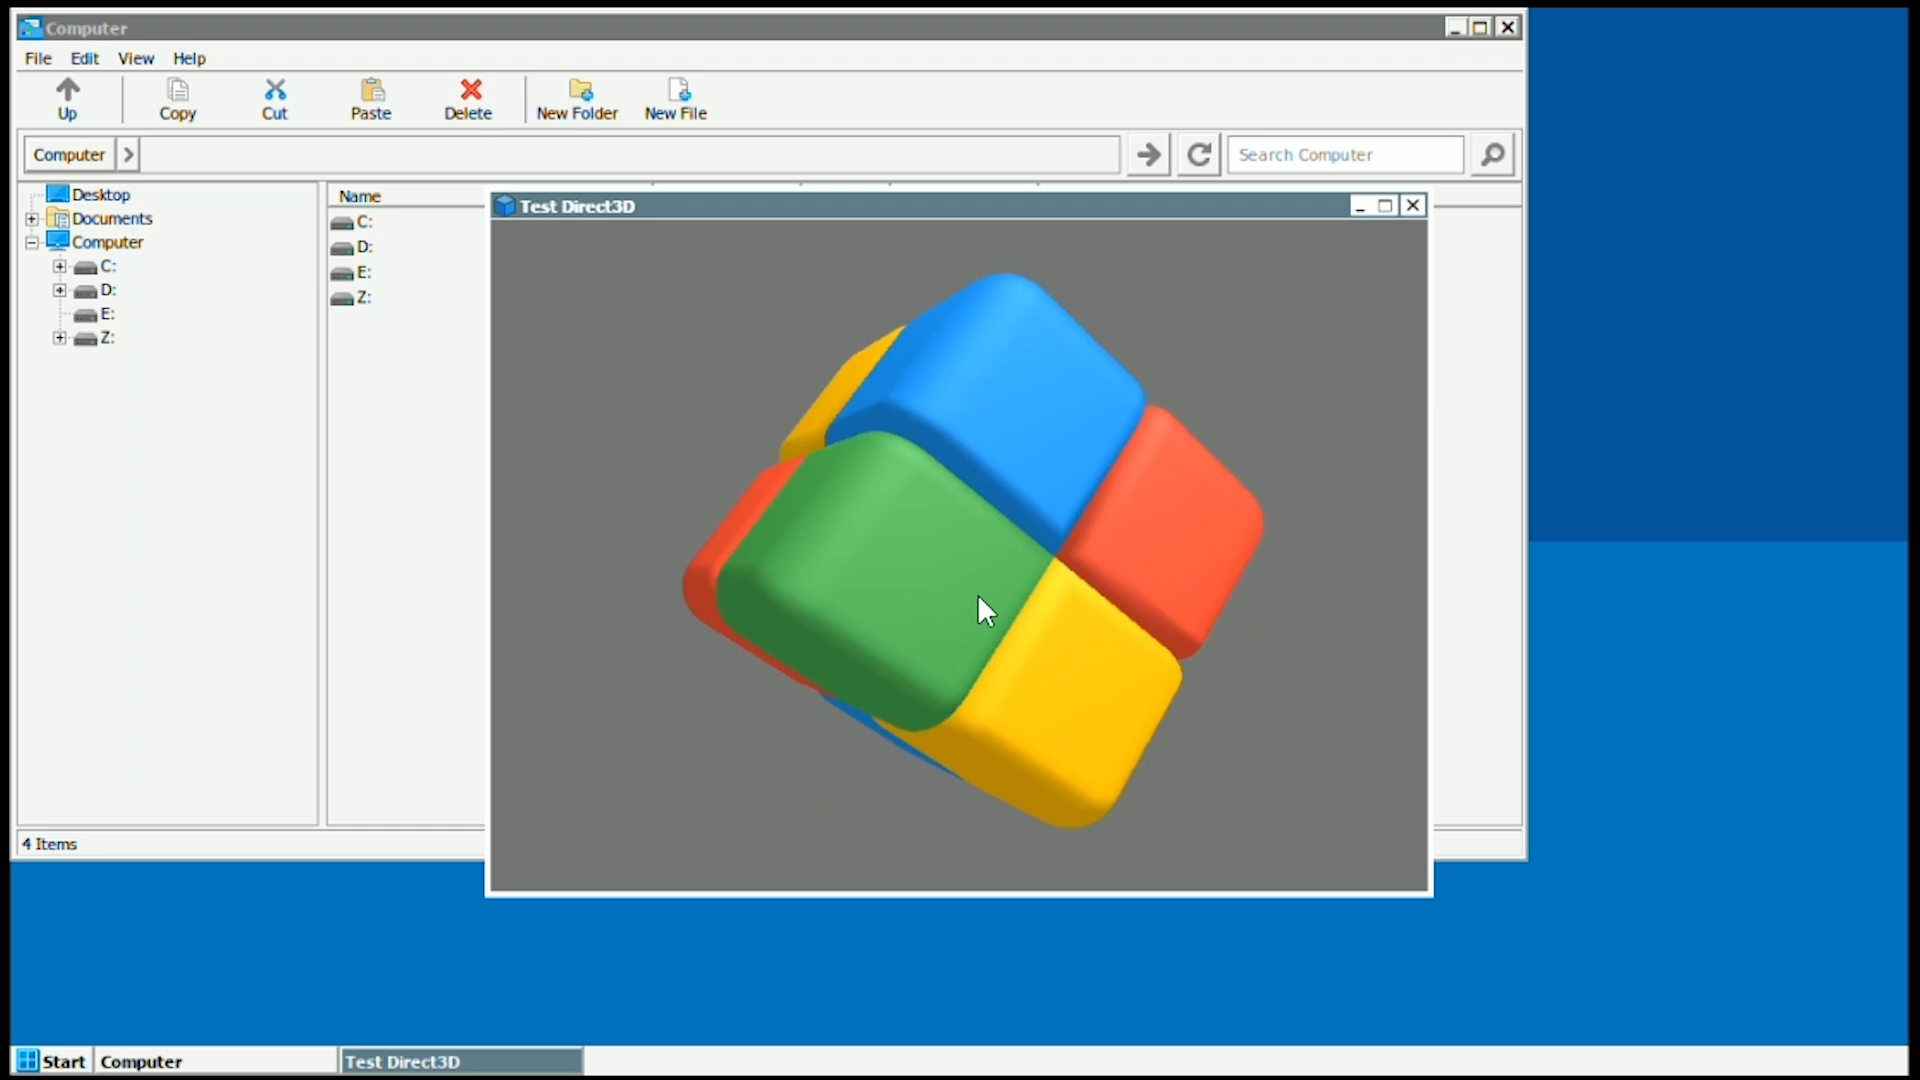 Computer
File Edit View Help
Up Copy Cut Paste Delete New Folder New File
Computer Search Computer
Desktop
Documents
Computer
C:
D:
E:
Z:
Name
C:
D:
E:
Z:
Test Direct3D
4 Items
Start Computer Test Direct3D